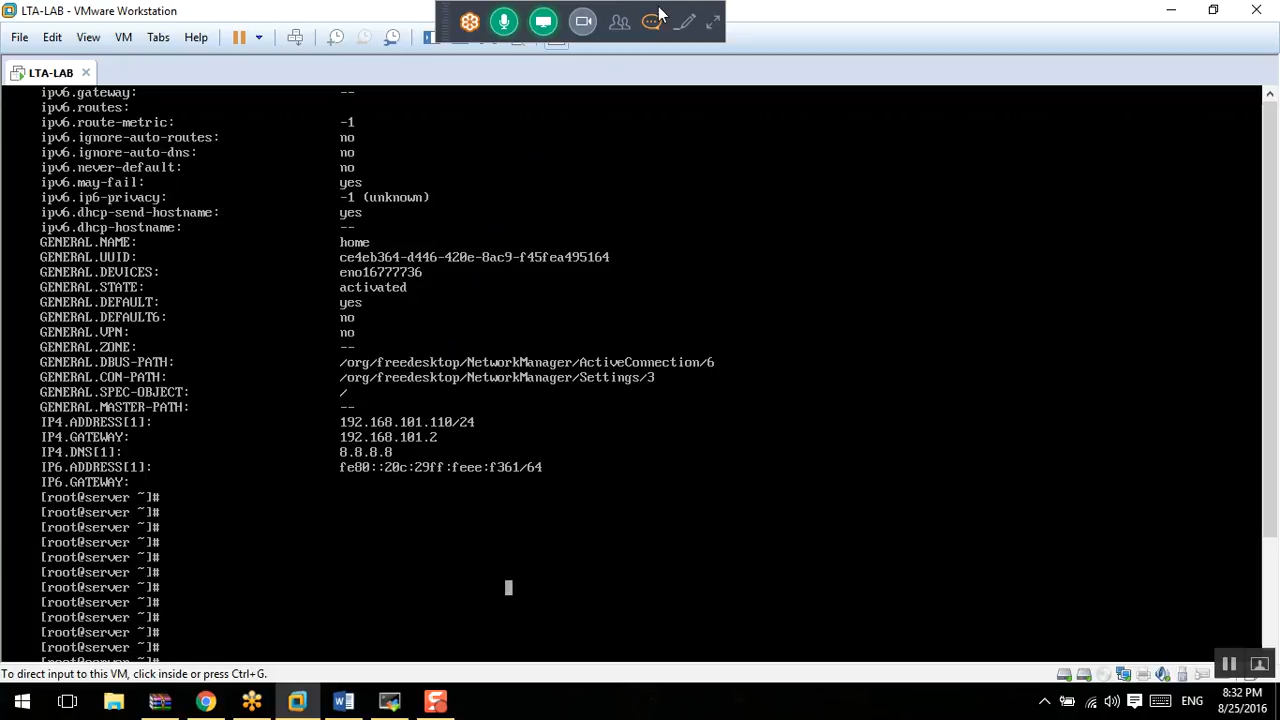 LTA-LAB - VMware Workstation
File Edit View VM Tabs Help
LTA-LAB
ipv6.gateway: --
ipv6.routes:
ipv6.route-metric: -1
ipv6.ignore-auto-routes: no
ipv6.ignore-auto-dns: no
ipv6.never-default: no
ipv6.may-fail: yes
ipv6.ip6-privacy: -1 (unknown)
ipv6.dhcp-send-hostname: yes
ipv6.dhcp-hostname: --
GENERAL.NAME: home
GENERAL.UUID: ce4eb364-d446-420e-8ac9-f45fea495164
GENERAL.DEVICES: eno16777736
GENERAL.STATE: activated
GENERAL.DEFAULT: yes
GENERAL.DEFAULT6: no
GENERAL.VPN: no
GENERAL.ZONE: --
GENERAL.DBUS-PATH: /org/freedesktop/NetworkManager/ActiveConnection/6
GENERAL.CON-PATH: /org/freedesktop/NetworkManager/Settings/3
GENERAL.SPEC-OBJECT: /
GENERAL.MASTER-PATH: --
IP4.ADDRESS[1]: 192.168.101.110/24
IP4.GATEWAY: 192.168.101.2
IP4.DNS[1]: 8.8.8.8
IP6.ADDRESS[1]: fe80::20c:29ff:feee:f361/64
IP6.GATEWAY:
[root@server ~]#
[root@server ~]#
[root@server ~]#
[root@server ~]#
[root@server ~]#
[root@server ~]#
[root@server ~]#
[root@server ~]#
[root@server ~]#
[root@server ~]#
[root@server ~]#
[root@server ~]#
To direct input to this VM, click inside or press Ctrl+G.
ENG
8:32 PM
8/25/2016